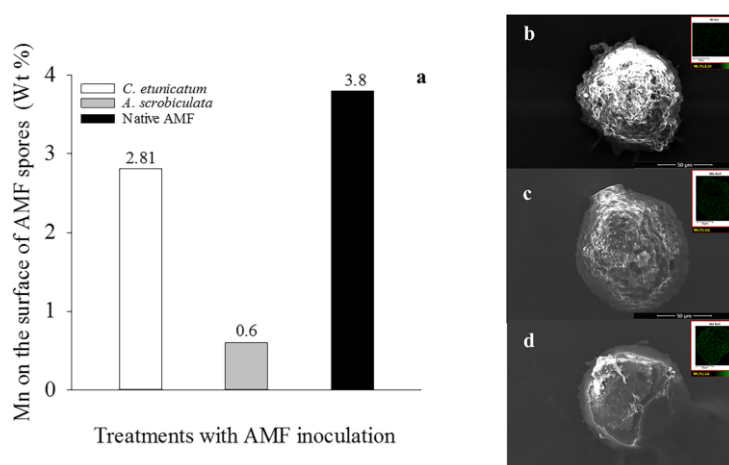 a
C. etunicatum
A. scrobiculata
Native AMF
Mn on the surface of AMF spores (Wt %)
4
3
2
1
0
2.81
0.6
3.8
Treatments with AMF inoculation
b
50 µm
c
50 µm
d